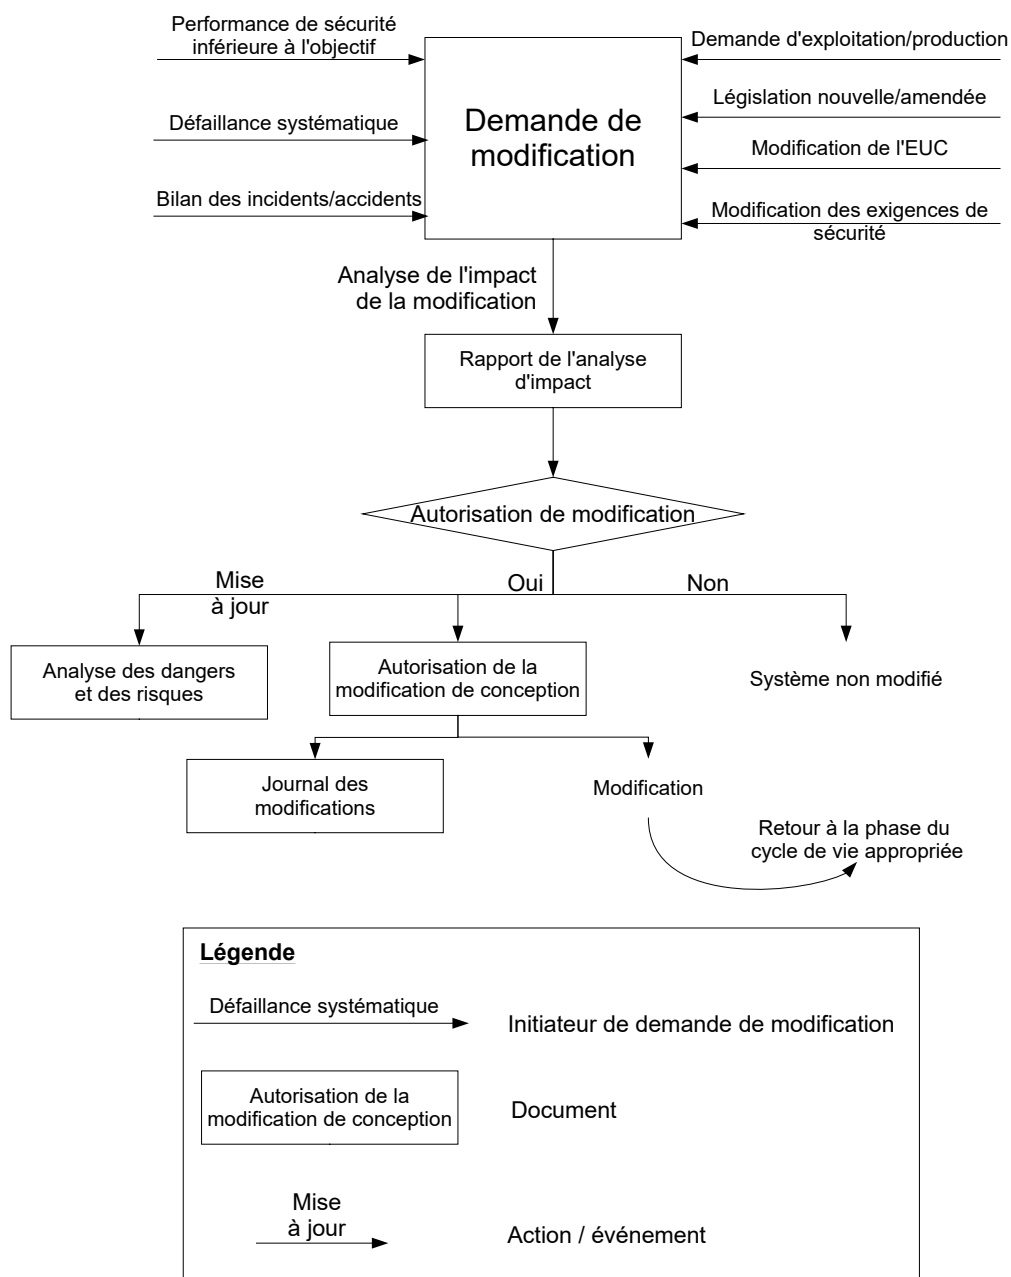 Performance de sécurité
inférieure à l'objectif
Demande d'exploitation/production
Défaillance systématique
Demande de
modification
Législation nouvelle/amendée
Modification de l'EUC
Bilan des incidents/accidents
Modification des exigences de
sécurité
Analyse de l'impact
de la modification
Rapport de l'analyse
d'impact
Autorisation de modification
Mise
à jour
Oui
Non
Analyse des dangers
et des risques
Autorisation de la
modification de conception
Système non modifié
Journal des
modifications
Modification
Retour à la phase du
cycle de vie appropriée
Légende
Défaillance systématique
Initiateur de demande de modification
Autorisation de la
modification de conception
Document
Mise
à jour
Action / événement